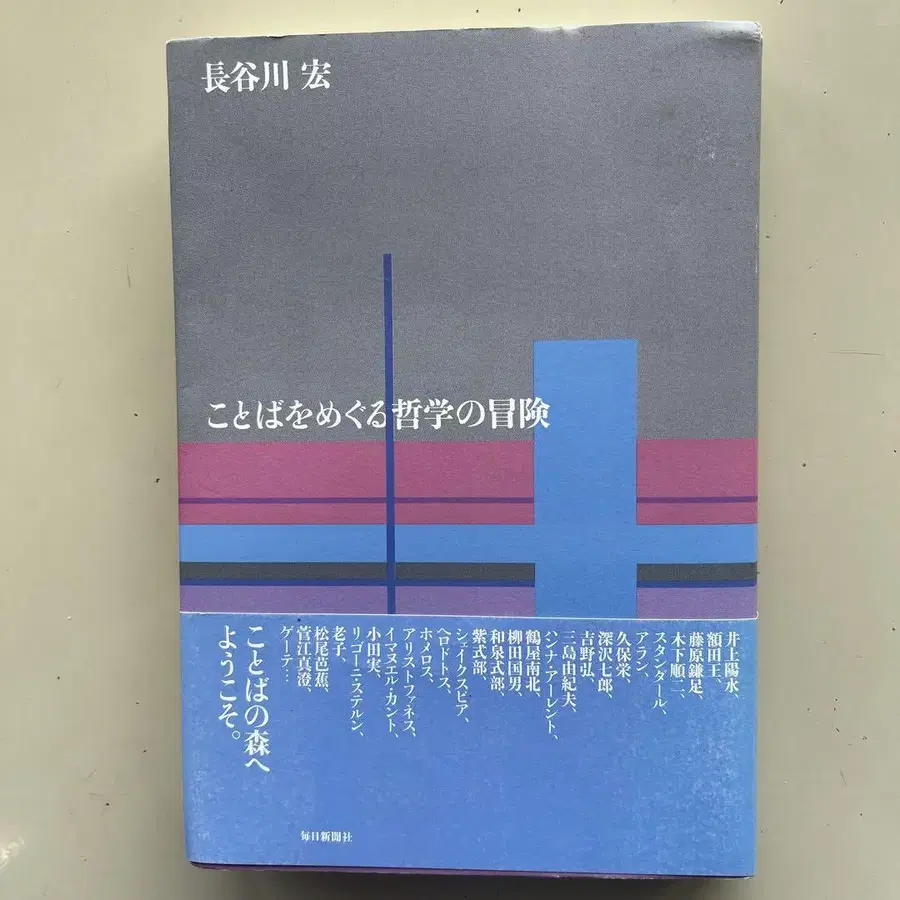 長谷川 宏
ことばをめぐる哲学の冒険
井上陽水、
額田王、
藤原鎌足、
木下順二、
スタンダール、
アラン、
久保栄、
深沢七郎、
吉野弘、
三島由紀夫、
ハンナ・アーレント、
鶴屋南北、
柳田国男、
和泉式部、
紫式部、
シェイクスピア、
ヘロドトス、
ホメロス、
アリストファネス、
イマヌエル・カント、
小田実、
リゴーニ・ステルン、
老子、
松尾芭蕉、
菅江真澄、
ゲーテ…
ことばの森へ
ようこそ。
毎日新聞社